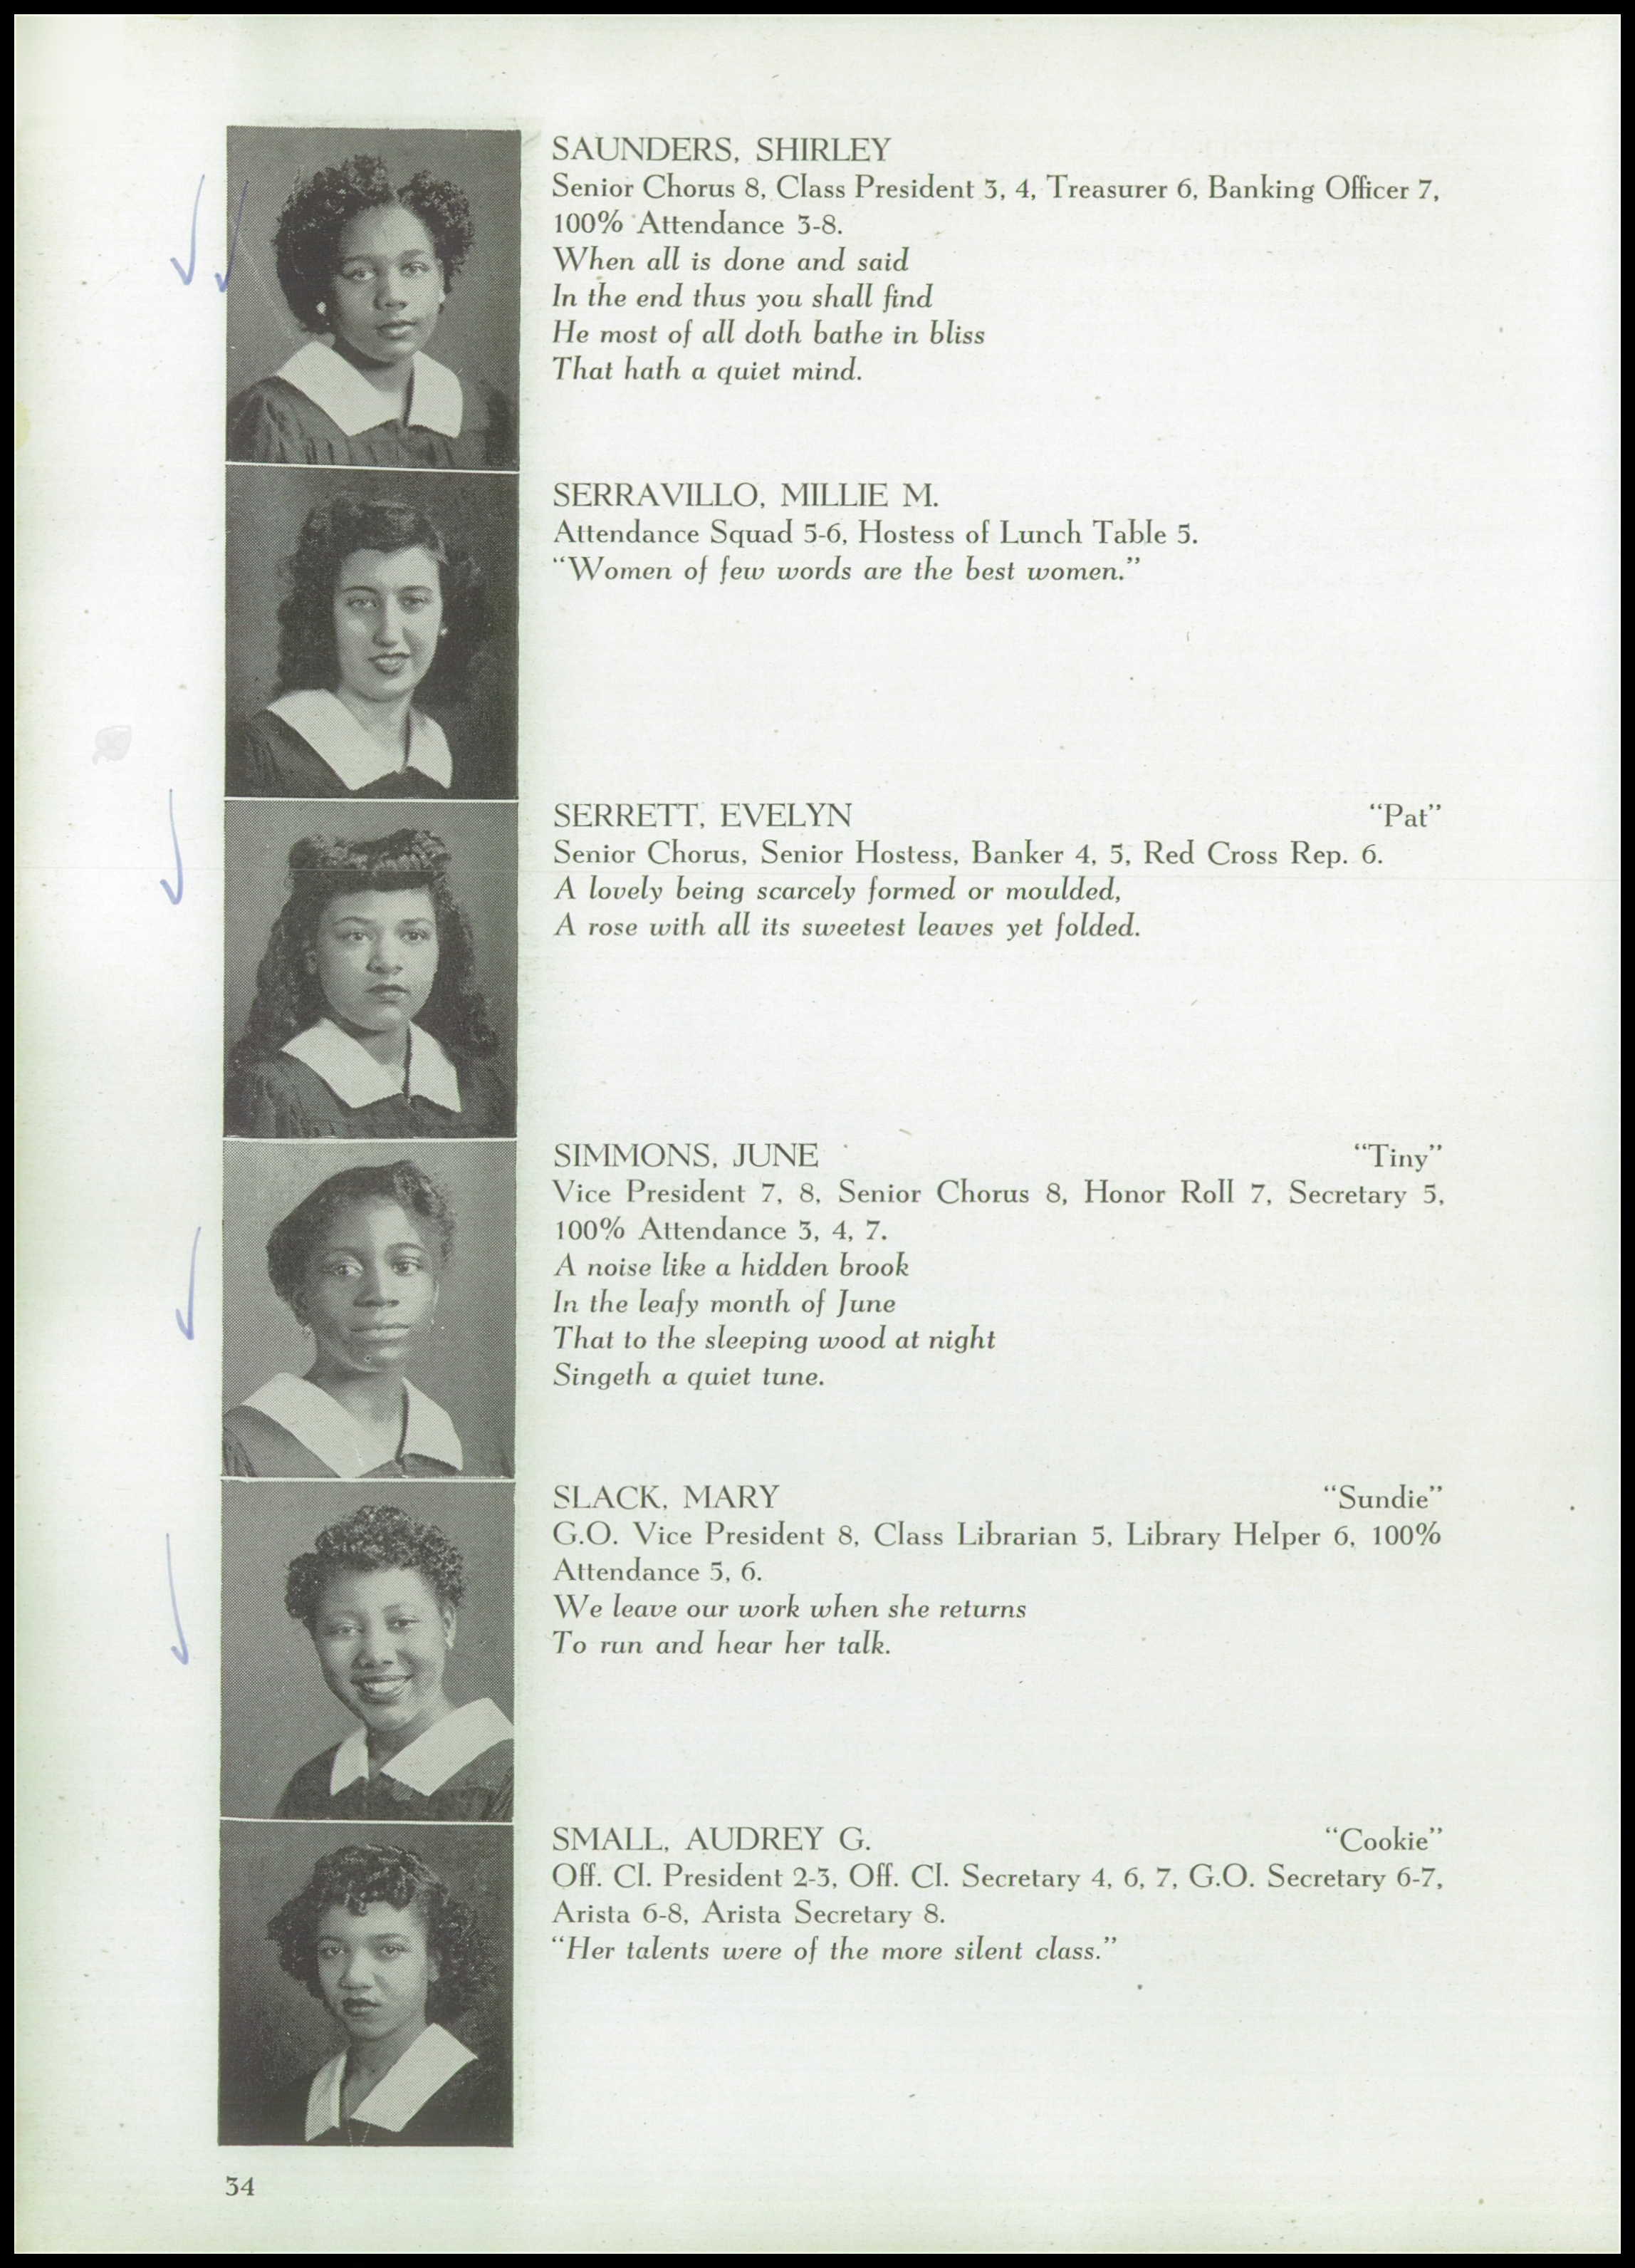 SAUNDERS, SHIRLEY
Senior Chorus 8, Class President 3, 4, Treasurer 6, Banking Officer 7,
100% Attendance 3-8.
When all is done and said
In the end thus you shall find
He most of all doth bathe in bliss
That hath a quiet mind.
SERRAVILLO, MILLIE M.
Attendance Squad 5-6, Hostess of Lunch Table 5.
“Women of few words are the best women.”
SERRETT, EVELYN “Pat”
Senior Chorus, Senior Hostess, Banker 4, 5, Red Cross Rep. 6.
A lovely being scarcely formed or moulded,
A rose with all its sweetest leaves yet folded.
SIMMONS, JUNE “Tiny”
Vice President 7, 8, Senior Chorus 8, Honor Roll 7, Secretary 5,
100% Attendance 3, 4, 7.
A noise like a hidden brook
In the leafy month of June
That to the sleeping wood at night
Singeth a quiet tune.
SLACK, MARY “Sundie”
G.O. Vice President 8, Class Librarian 5, Library Helper 6, 100%
Attendance 5, 6.
We leave our work when she returns
To run and hear her talk.
SMALL, AUDREY G. “Cookie”
Off. Cl. President 2-3, Off. Cl. Secretary 4, 6, 7, G.O. Secretary 6-7,
Arista 6-8, Arista Secretary 8.
“Her talents were of the more silent class.”
34